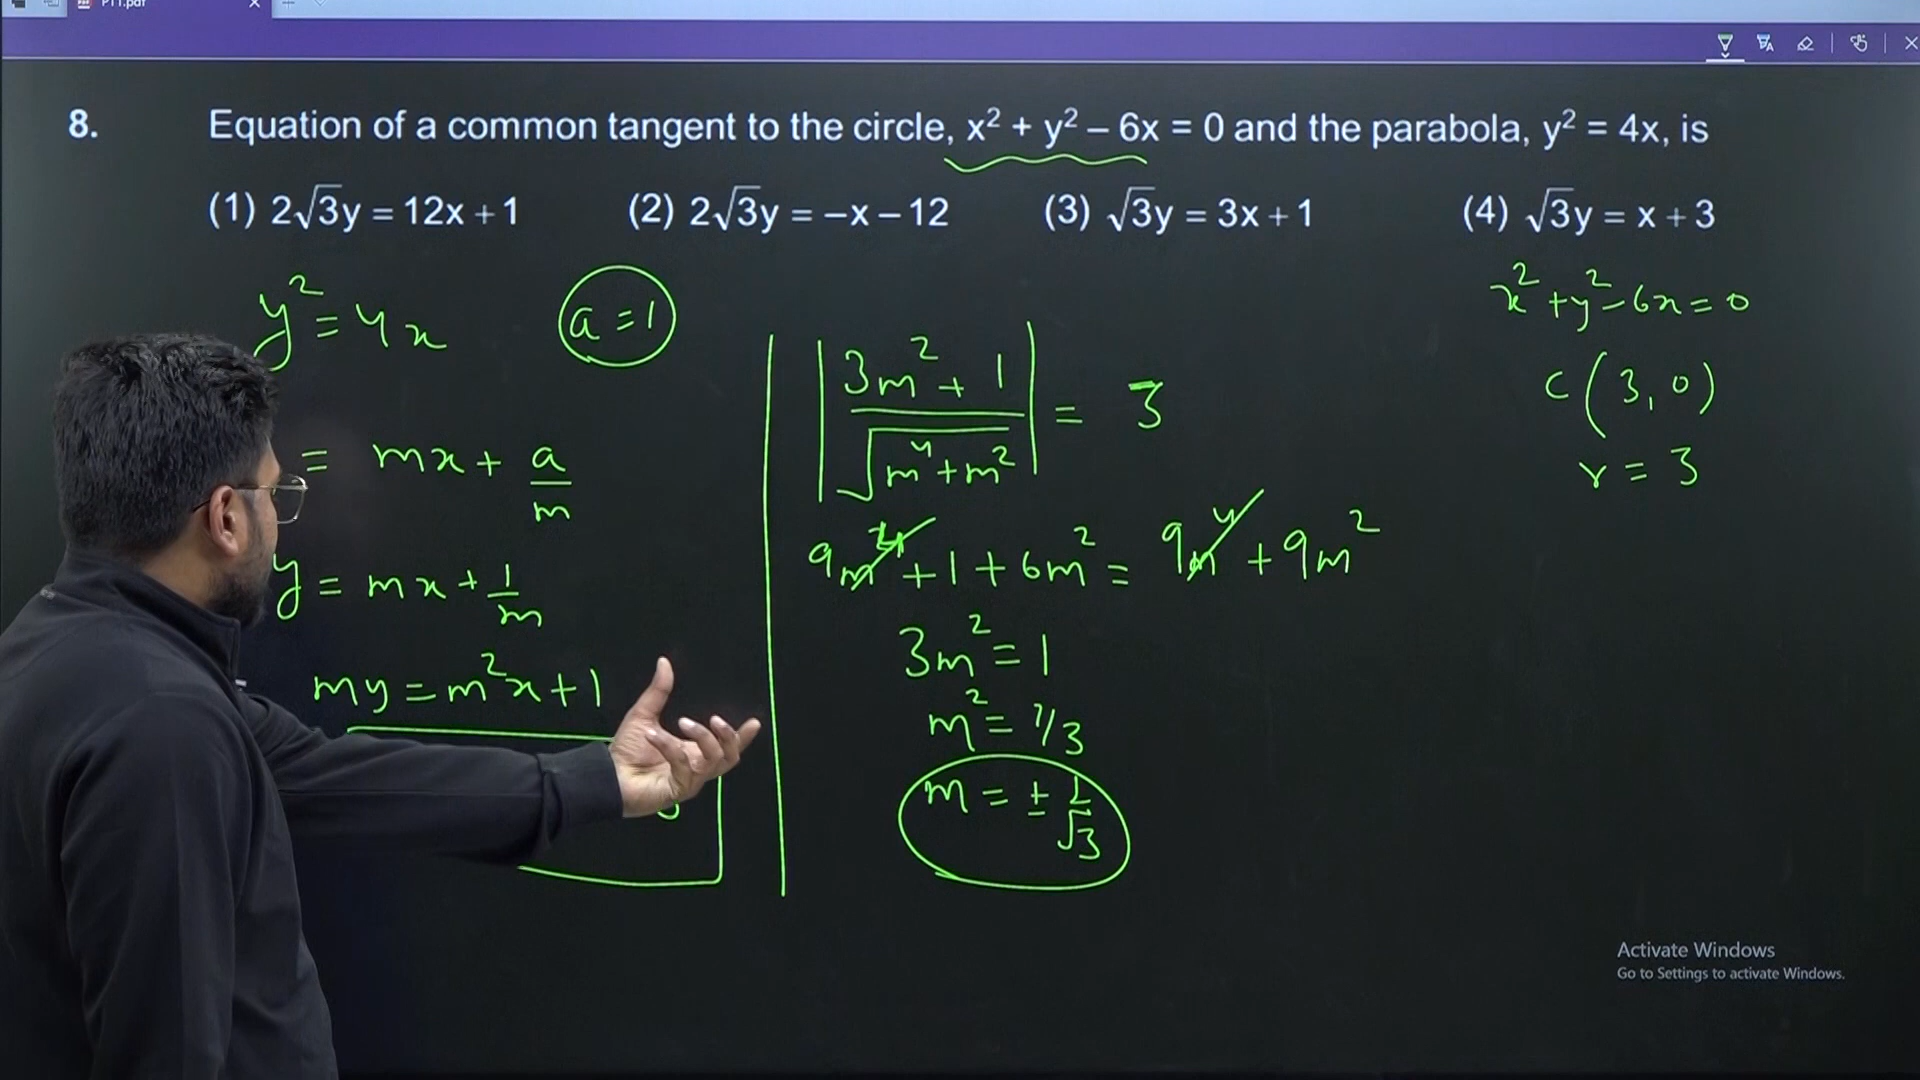 PT1.pdf
8. Equation of a common tangent to the circle, x² + y² – 6x = 0 and the parabola, y² = 4x, is
(1) 2√3y = 12x + 1 (2) 2√3y = –x – 12 (3) √3y = 3x + 1 (4) √3y = x + 3
y² = 4x
a = 1
= mx + a/m
y = mx + 1/m
my = m²x + 1
|3m² + 1 / √(m⁴ + m²)| = 3
+ 1 + 6m² = 9m⁴ + 9m²
3m² = 1
m² = 1/3
m = ± 1/√3
x² + y² – 6x = 0
C (3, 0)
r = 3
Activate Windows
Go to Settings to activate Windows.